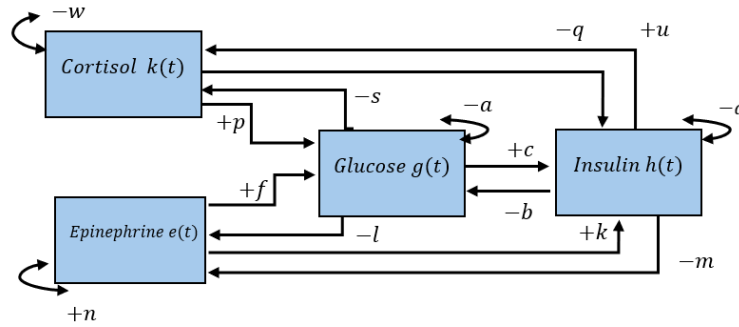 −w
−q
+u
Cortisol k(t)
−s
−a
+p
Glucose g(t)
+c
Insulin h(t)
+f
−b
Epinephrine e(t)
−l
+k
−m
+n